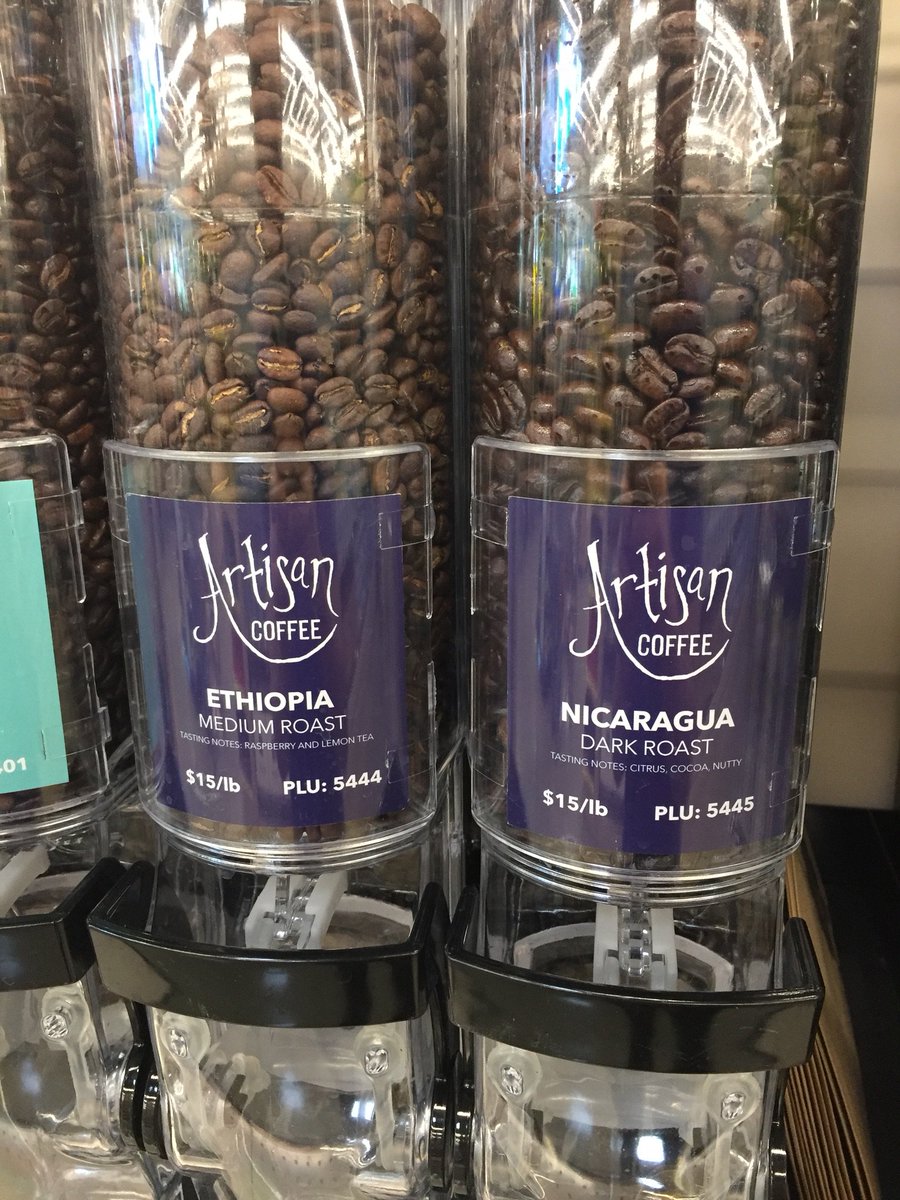 Artisan
COFFEE
ETHIOPIA
MEDIUM ROAST
TASTING NOTES: RASPBERRY AND LEMON TEA
$15/lb PLU: 5444
Artisan
COFFEE
NICARAGUA
DARK ROAST
TASTING NOTES: CITRUS, COCOA, NUTTY
$15/lb PLU: 5445